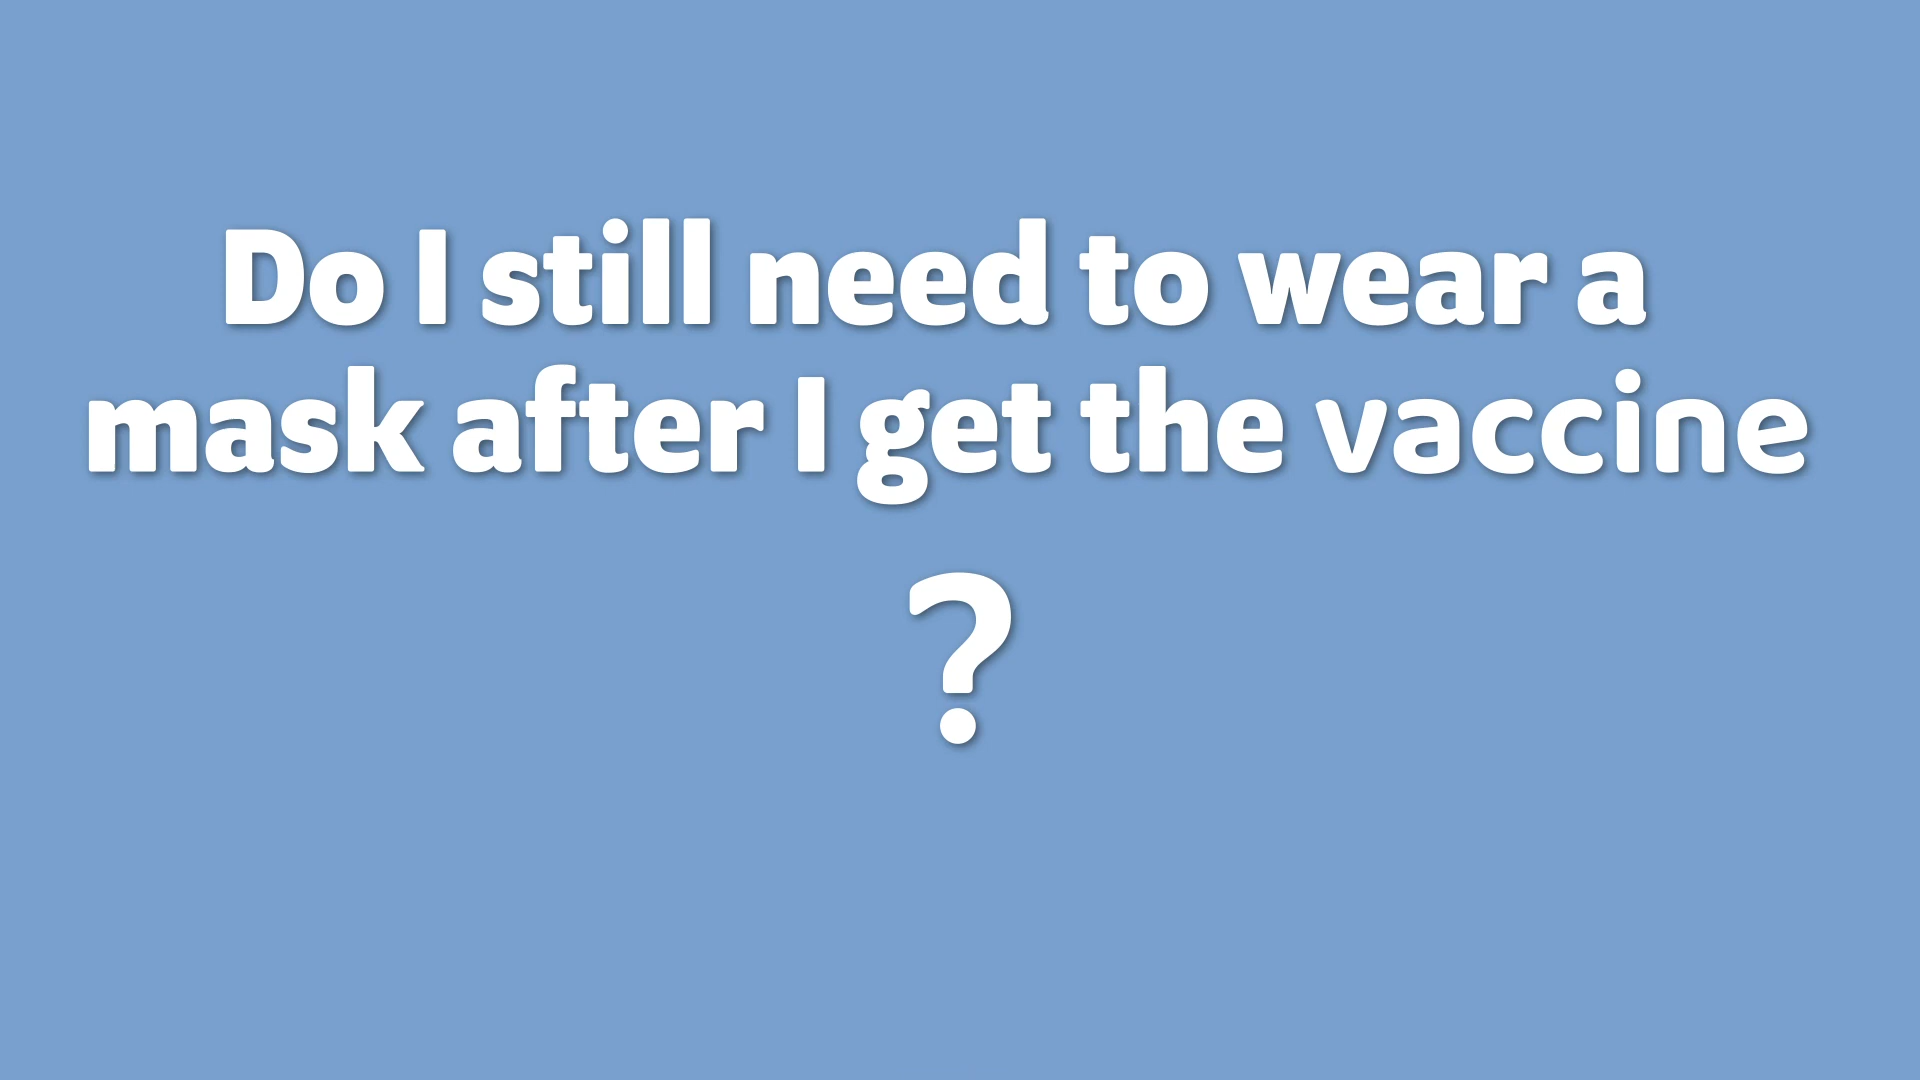 Do I still need to wear a
mask after I get the vaccine
?